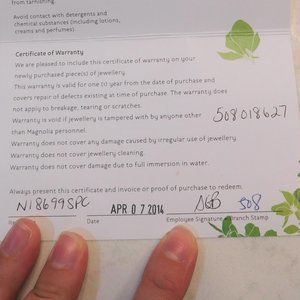 from tarnishing.
Avoid contact with detergents and
chemical substances (including lotions,
creams and perfumes).
Certificate of Warranty
We are pleased to include this certificate of warranty on your
newly purchased piece(s) of jewellery.
This warranty is valid for one (1) year from the date of purchase and
covers repair of defects existing at time of purchase. The warranty does
not apply to breakage, tearing or scratches.
Warranty is void if jewellery is tampered with by anyone other
than Magnolia personnel.
508018627
Warranty does not cover any damage caused by irregular use of jewellery.
Warranty does not cover jewellery cleaning.
Warranty does not cover damage due to full immersion in water.
Always present this certificate and invoice or proof of purchase to redeem.
N18699SPC APR 07 2014 508
Date Employee Signature & Branch Stamp